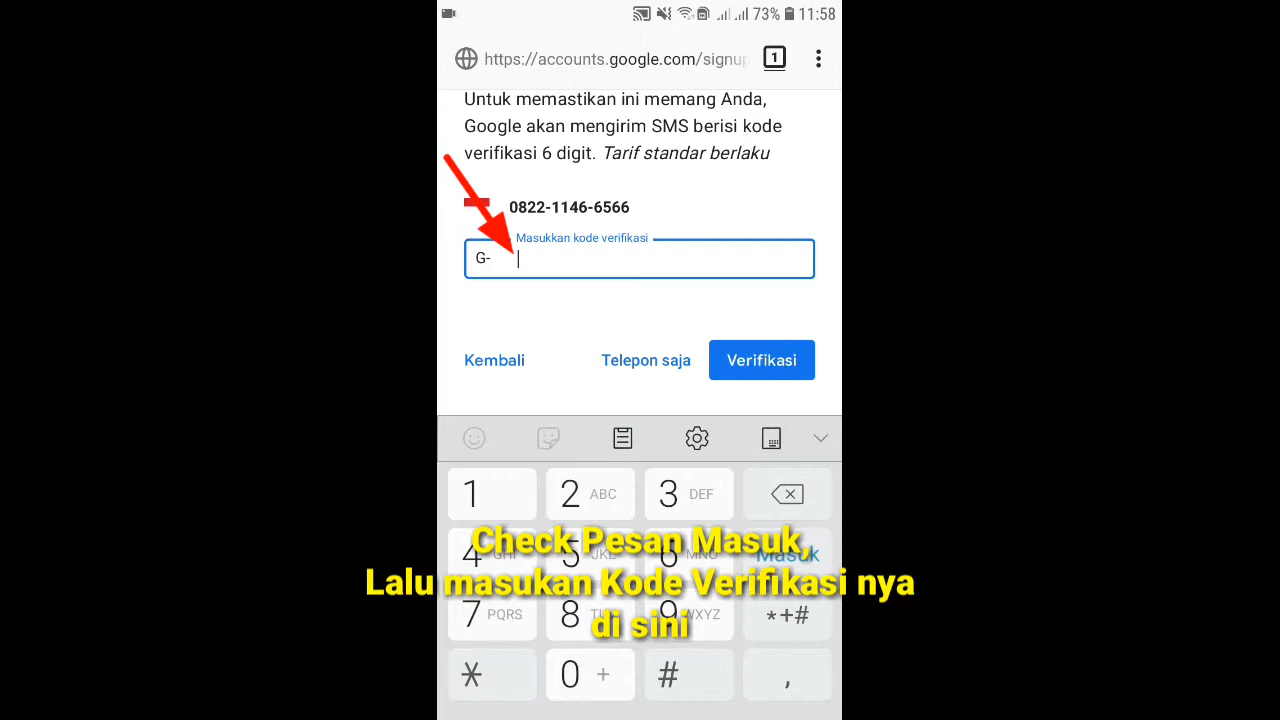 73% 11:58
https://accounts.google.com/signup
1
Untuk memastikan ini memang Anda,
Google akan mengirim SMS berisi kode
verifikasi 6 digit. Tarif standar berlaku
0822-1146-6566
Masukkan kode verifikasi
G-
Kembali
Telepon saja
Verifikasi
1
2 ABC
3 DEF
Check Pesan Masuk,
4 GHI
5 JKL
6 MNO
Masuk
Lalu masukan Kode Verifikasi nya
7 PQRS
8
9 WXYZ
*+#
di sini
*
0 +
#
,